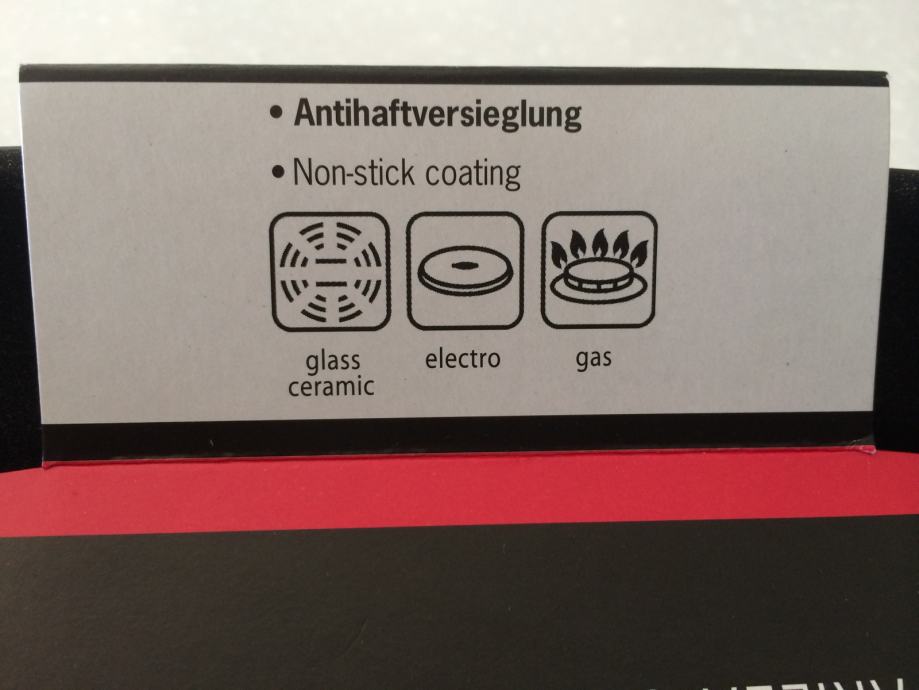 • Antihaftversieglung
• Non-stick coating
glass
ceramic
electro
gas